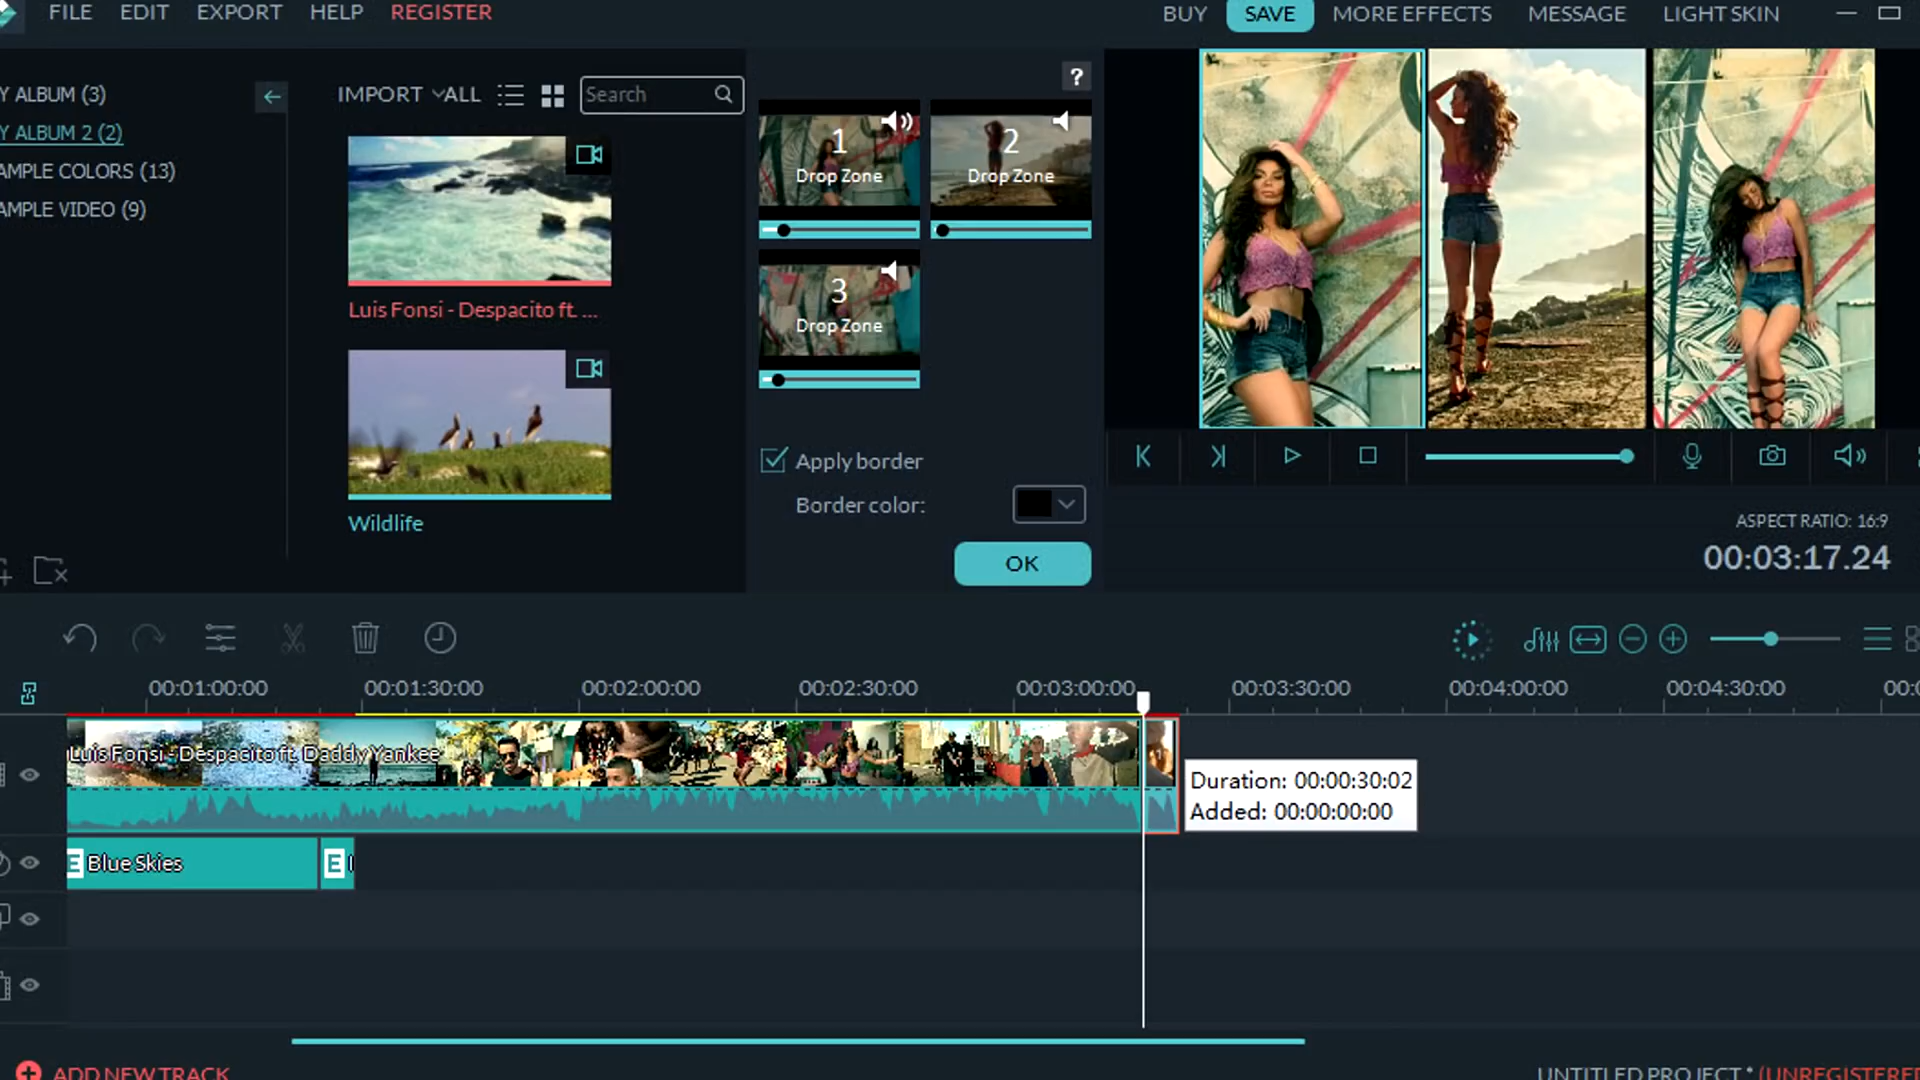 FILE EDIT EXPORT HELP REGISTER
BUY SAVE MORE EFFECTS MESSAGE LIGHT SKIN
Y ALBUM (3)
Y ALBUM 2 (2)
AMPLE COLORS (13)
AMPLE VIDEO (9)
IMPORT ALL
Search
Luis Fonsi - Despacito ft. ...
Wildlife
?
1
Drop Zone
2
Drop Zone
3
Drop Zone
Apply border
Border color:
OK
ASPECT RATIO: 16:9
00:03:17.24
00:01:00:00 00:01:30:00 00:02:00:00 00:02:30:00 00:03:00:00 00:03:30:00 00:04:00:00 00:04:30:00 00:0
Luis Fonsi - Despacito ft. Daddy Yankee
Duration: 00:00:30:02
Added: 00:00:00:00
E Blue Skies
E
ADD NEW TRACK
UNTITLED PROJECT * (UNREGISTERED